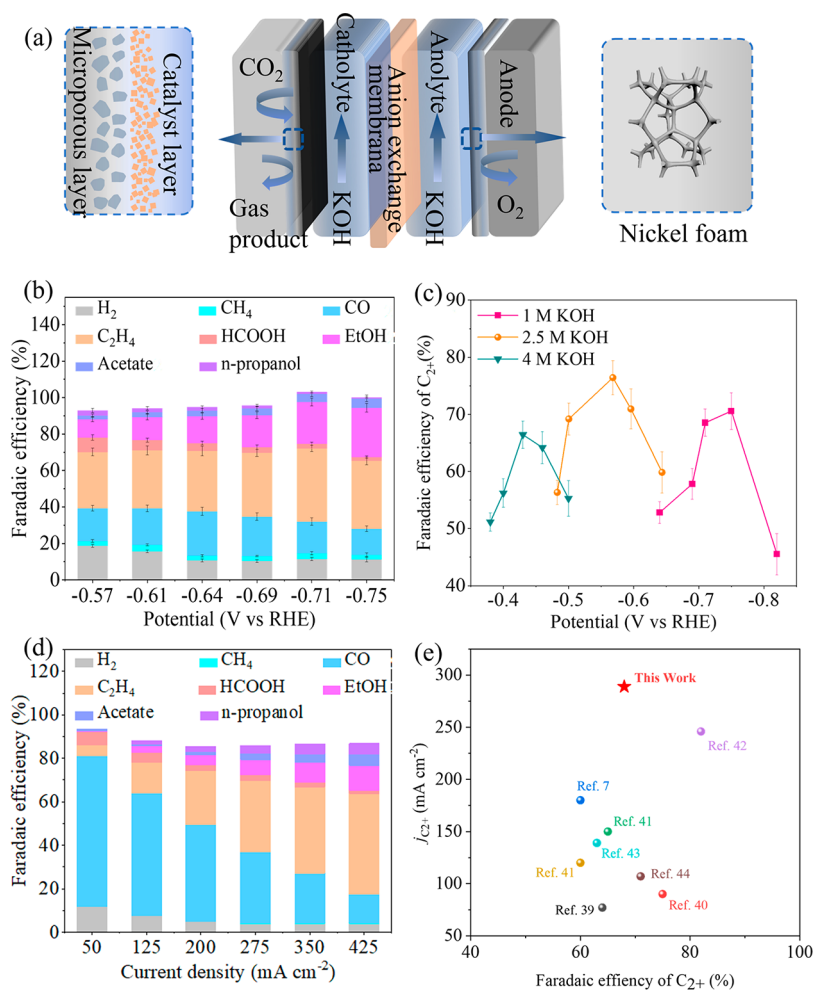 (a)
Microporous layer
Catalyst layer
CO2
Gas
product
Catholyte
KOH
Anion exchange
membrana
Anolyte
KOH
Anode
O2
Nickel foam
(b)
H2
CH4
CO
C2H4
HCOOH
EtOH
Acetate
n-propanol
Faradaic efficiency (%)
140
120
100
80
60
40
20
0
-0.57
-0.61
-0.64
-0.69
-0.71
-0.75
Potential (V vs RHE)
(c)
1 M KOH
2.5 M KOH
4 M KOH
Faradaic efficiency of C2+(%)
90
80
70
60
50
40
-0.4
-0.5
-0.6
-0.7
-0.8
Potential (V vs RHE)
(d)
H2
CH4
CO
C2H4
HCOOH
EtOH
Acetate
n-propanol
Faradaic efficiency (%)
120
100
80
60
40
20
0
50
125
200
275
350
425
Current density (mA cm-2)
(e)
This Work
Ref. 42
Ref. 7
Ref. 41
Ref. 43
Ref. 41
Ref. 44
Ref. 39
Ref. 40
jC2+ (mA cm-2)
300
250
200
150
100
50
40
60
80
100
Faradaic effiency of C2+ (%)